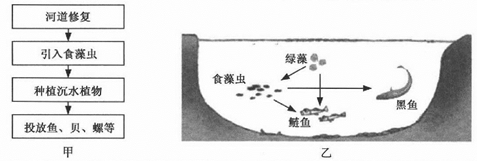 河道修复
引入食藻虫
种植沉水植物
投放鱼、贝、螺等
甲
绿藻
食藻虫
鲢鱼
黑鱼
乙